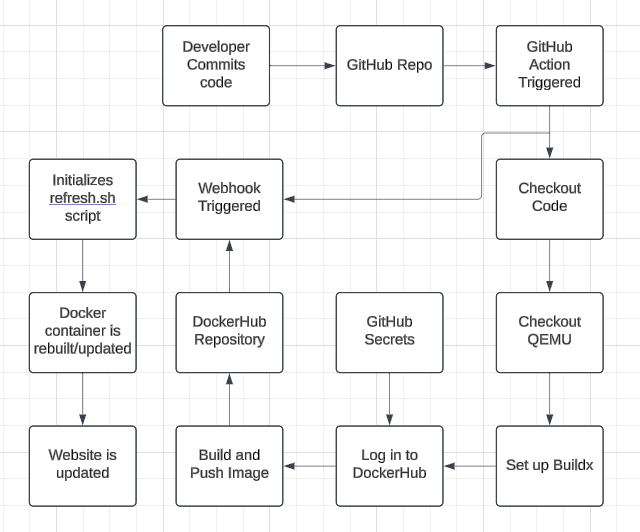 Developer
Commits
code
GitHub Repo
GitHub
Action
Triggered
Initializes
refresh.sh
script
Webhook
Triggered
Checkout
Code
Docker
container is
rebuilt/updated
DockerHub
Repository
GitHub
Secrets
Checkout
QEMU
Website is
updated
Build and
Push Image
Log in to
DockerHub
Set up Buildx